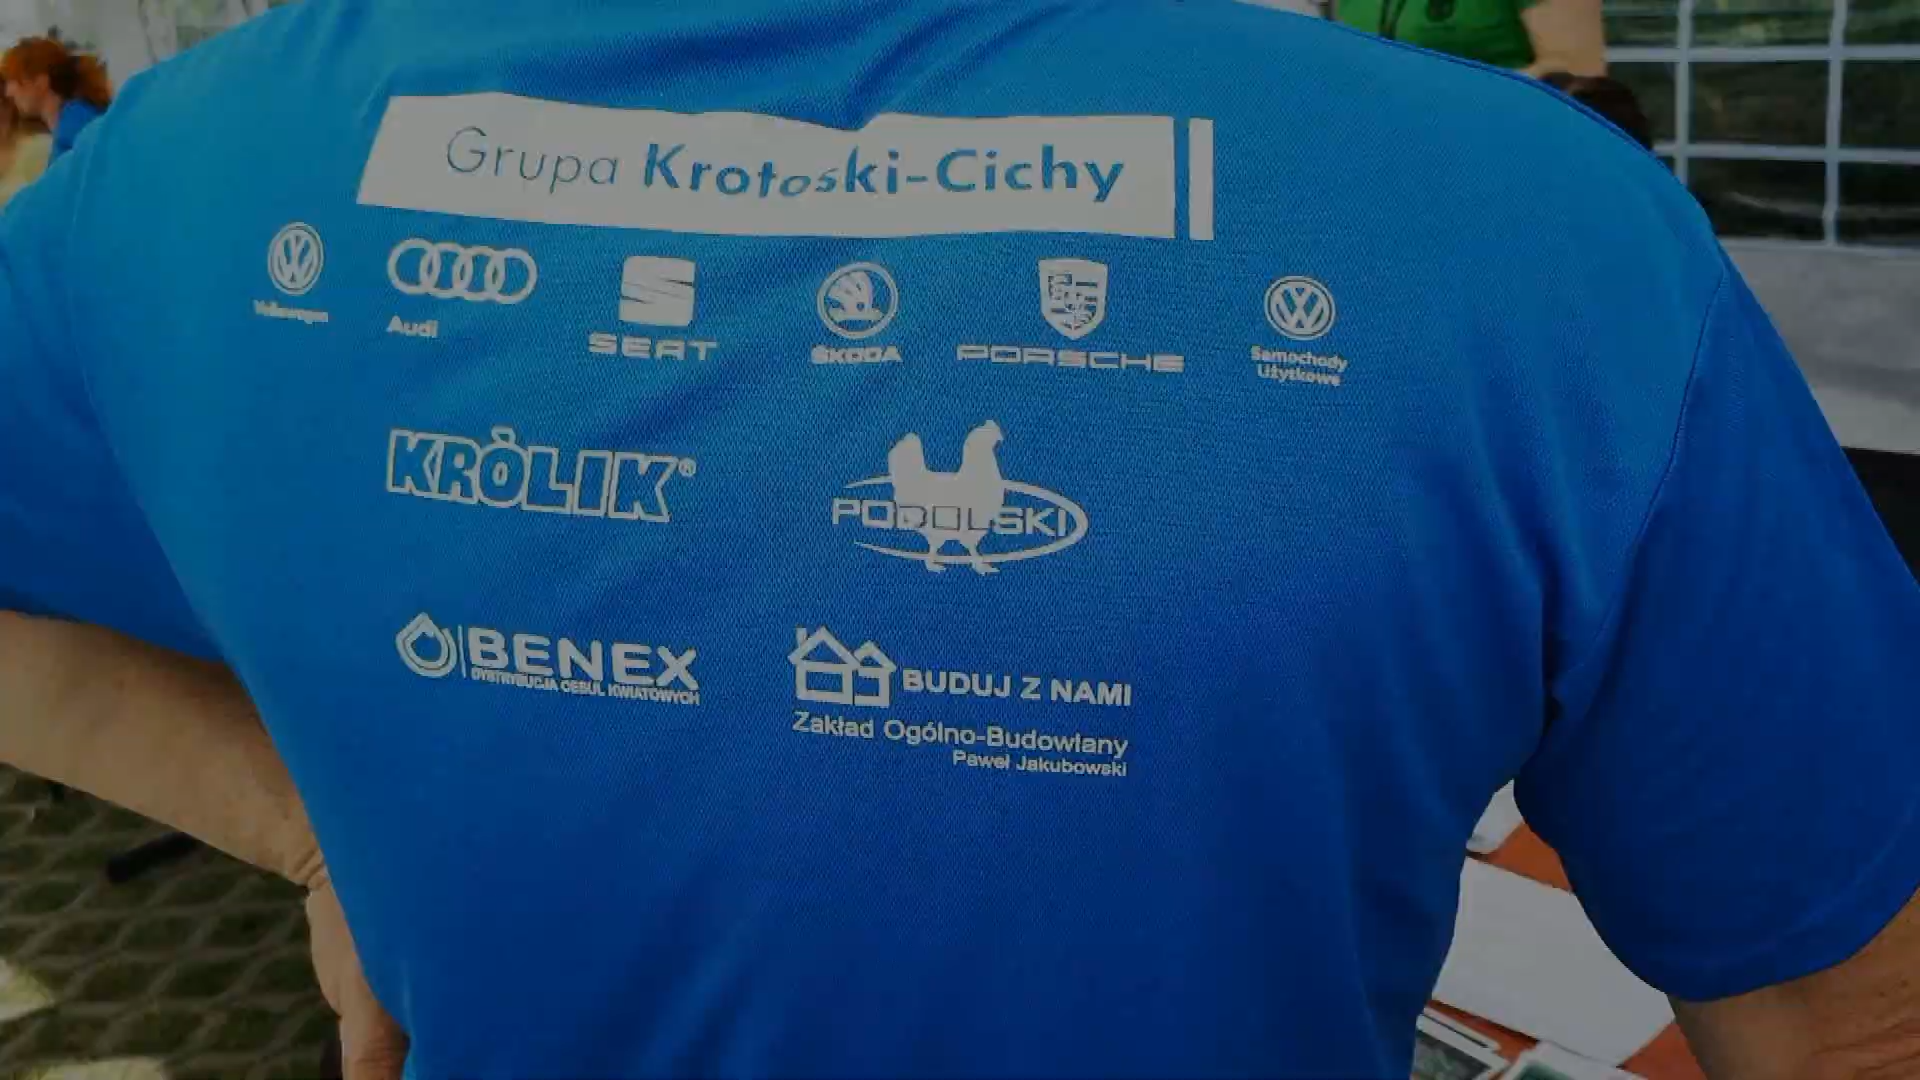 Grupa Krotoski-Cichy
Volkswagen
Audi
SEAT
ŠKODA
PORSCHE
Samochody
Użytkowe
KRÓLIK®
PODOLSKI
BENEX
DYSTRYBUCJA CEBUL KWIATOWYCH
BUDUJ Z NAMI
Zakład Ogólno-Budowlany
Paweł Jakubowski